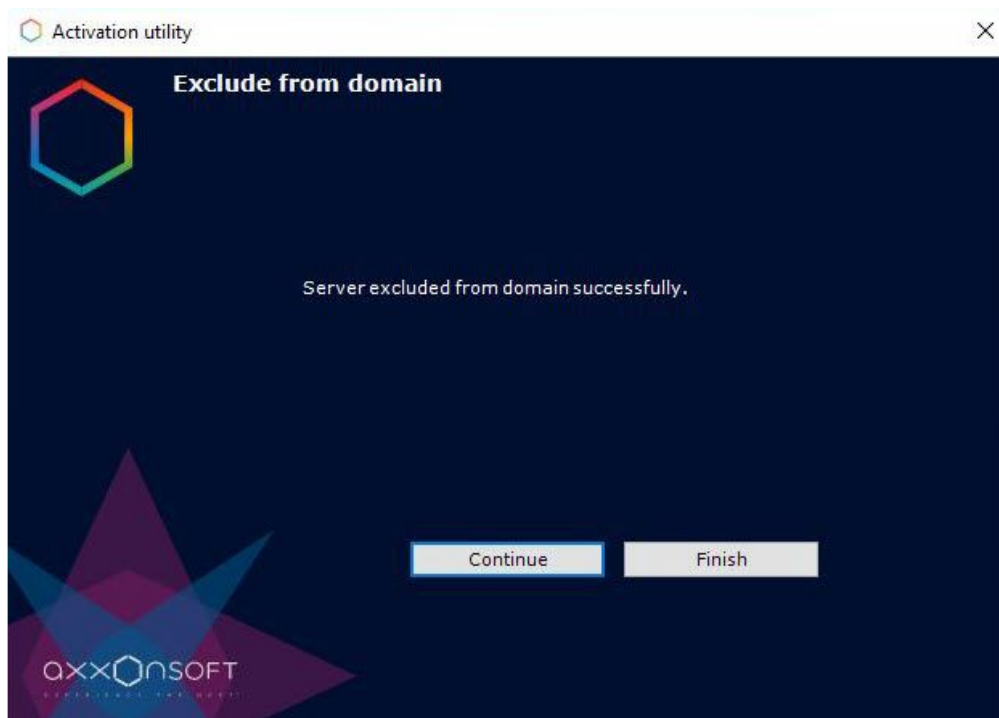 Activation utility
Exclude from domain
Server excluded from domain successfully.
Continue
Finish
axxonsoft